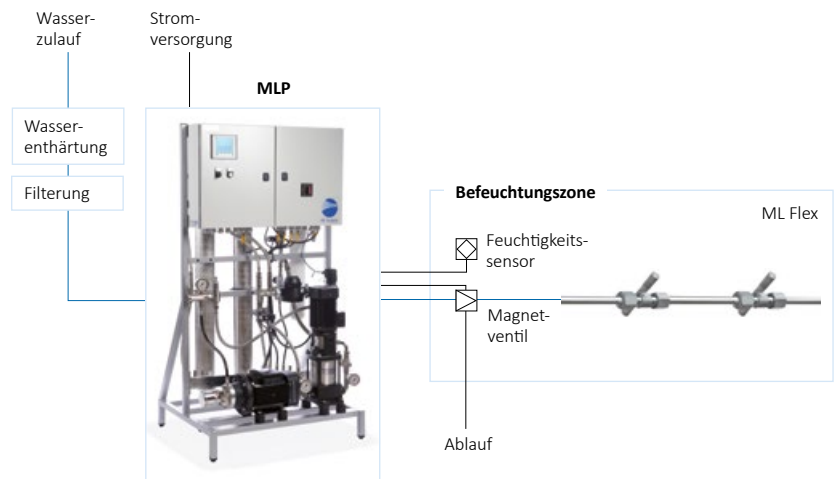 Wasser-
zulauf
Strom-
versorgung
MLP
Wasser-
enthärtung
Filterung
Befeuchtungszone
ML Flex
Feuchtigkeits-
sensor
Magnet-
ventil
Ablauf